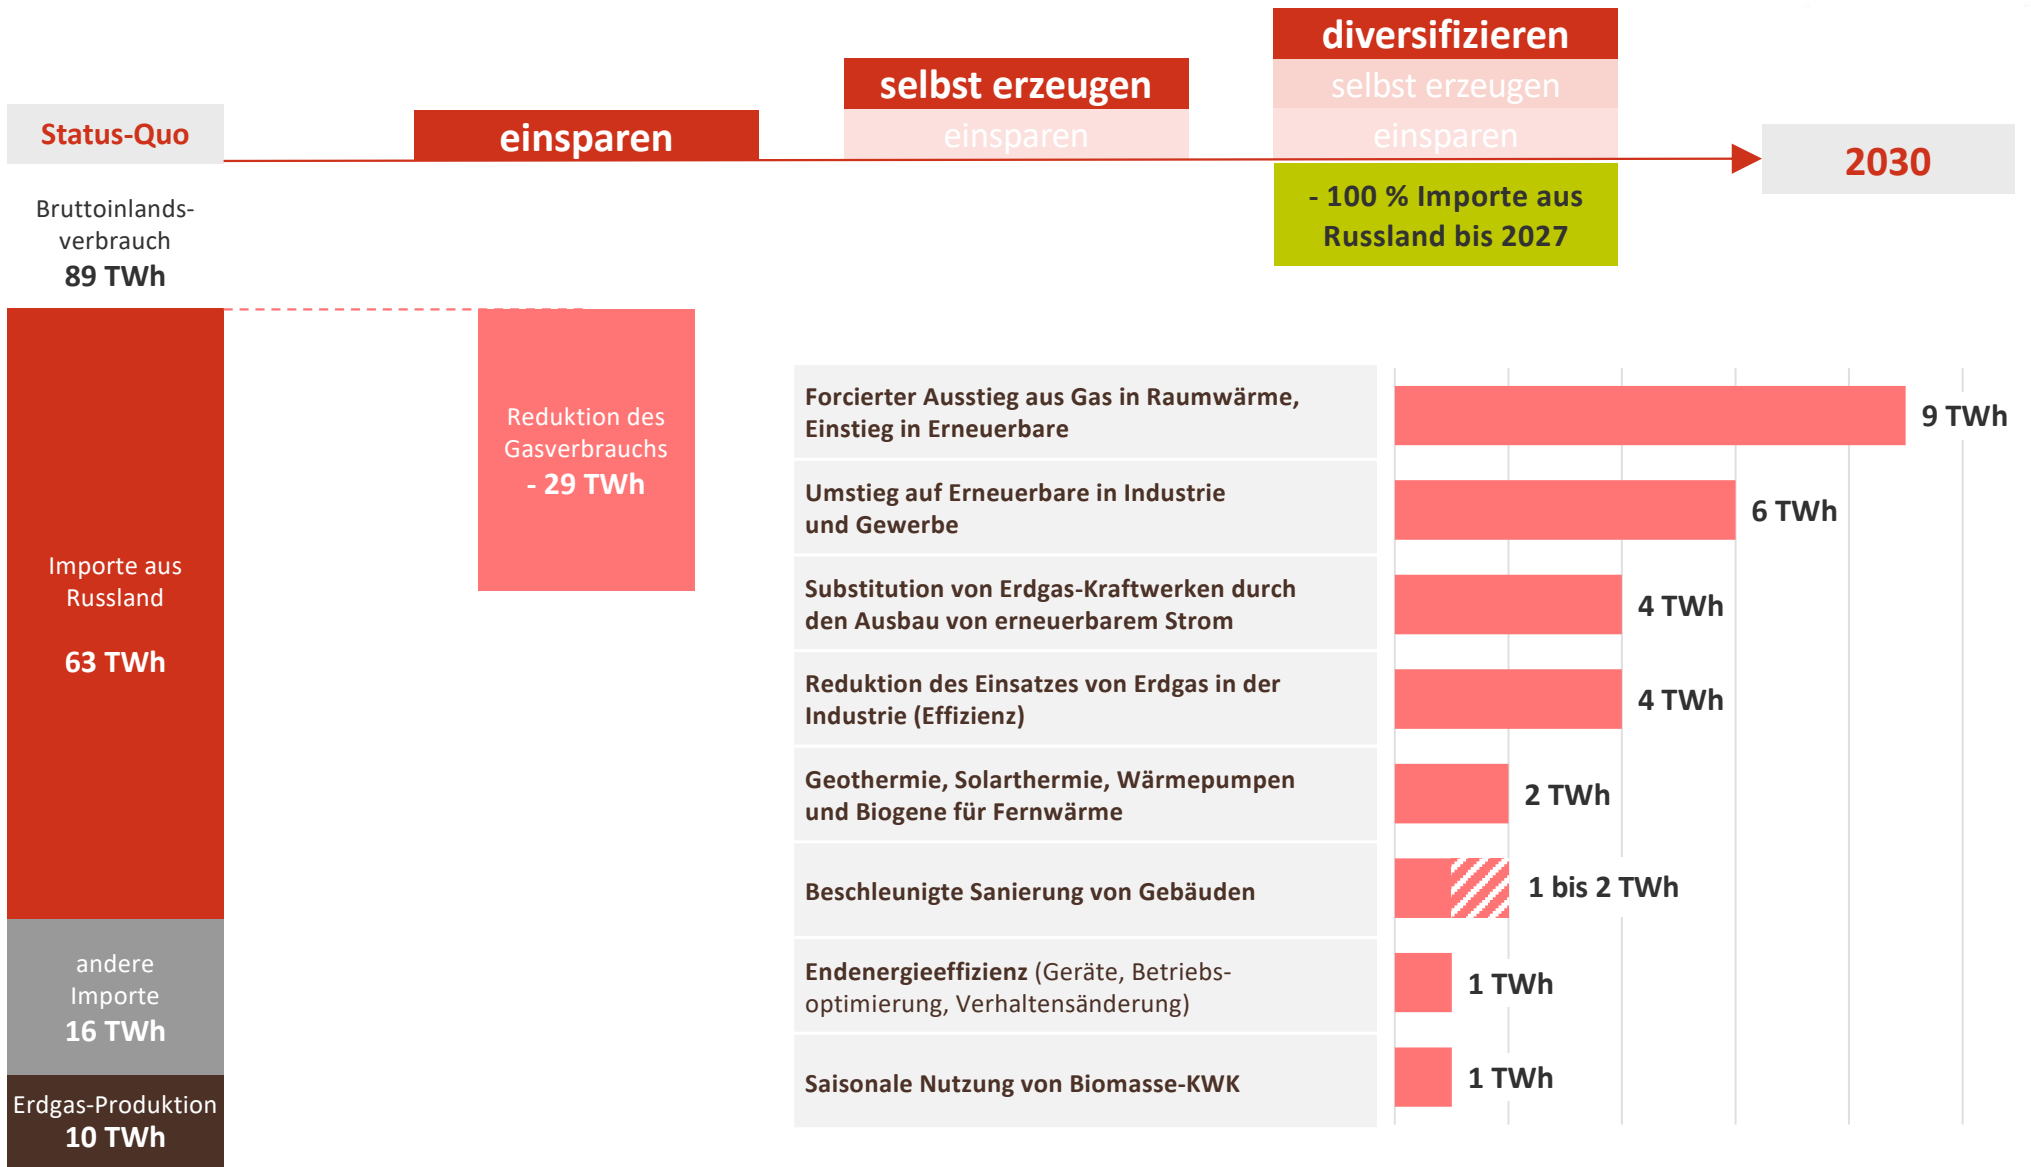 diversifizieren
selbst erzeugen
selbst erzeugen
einsparen
einsparen
einsparen
Status-Quo
2030
- 100 % Importe aus
Russland bis 2027
Bruttoinlands-
verbrauch
89 TWh
Importe aus
Russland
63 TWh
andere
Importe
16 TWh
Erdgas-Produktion
10 TWh
Reduktion des
Gasverbrauchs
- 29 TWh
Forcierter Ausstieg aus Gas in Raumwärme,
Einstieg in Erneuerbare
9 TWh
Umstieg auf Erneuerbare in Industrie
und Gewerbe
6 TWh
Substitution von Erdgas-Kraftwerken durch
den Ausbau von erneuerbarem Strom
4 TWh
Reduktion des Einsatzes von Erdgas in der
Industrie (Effizienz)
4 TWh
Geothermie, Solarthermie, Wärmepumpen
und Biogene für Fernwärme
2 TWh
Beschleunigte Sanierung von Gebäuden
1 bis 2 TWh
Endenergieeffizienz (Geräte, Betriebs-
optimierung, Verhaltensänderung)
1 TWh
Saisonale Nutzung von Biomasse-KWK
1 TWh